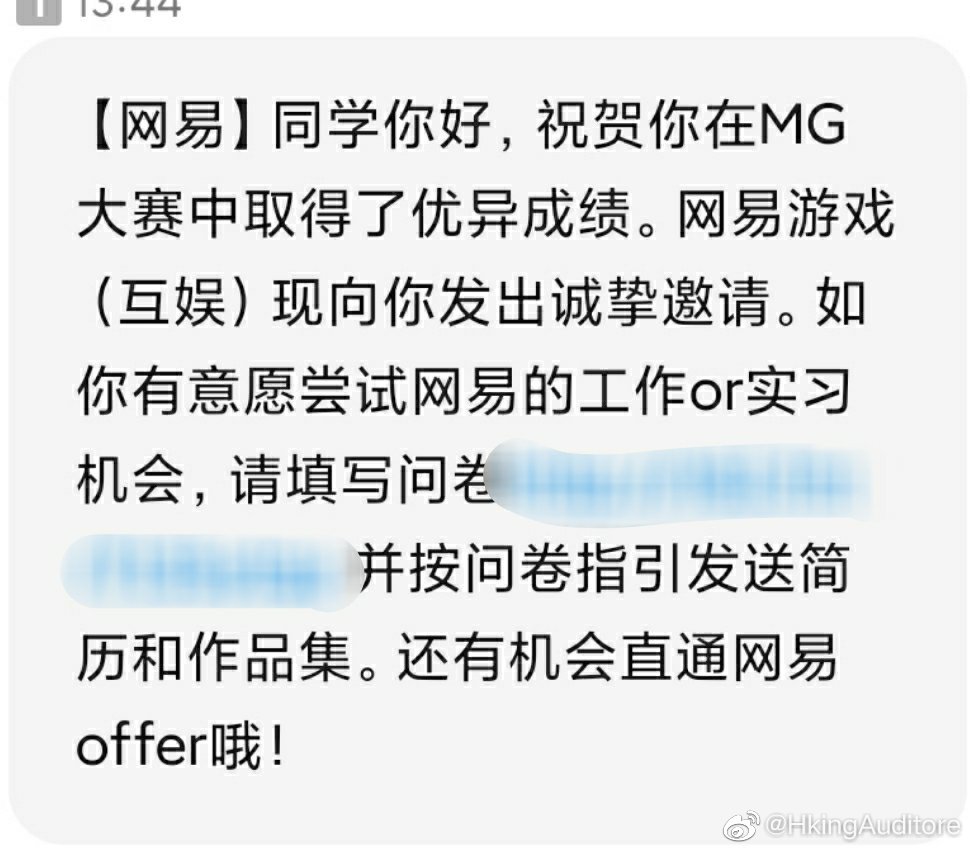 13:44
【网易】同学你好，祝贺你在MG
大赛中取得了优异成绩。网易游戏
（互娱）现向你发出诚挚邀请。如
你有意愿尝试网易的工作or实习
机会，请填写问卷
并按问卷指引发送简
历和作品集。还有机会直通网易
offer哦！
@HkingAuditore